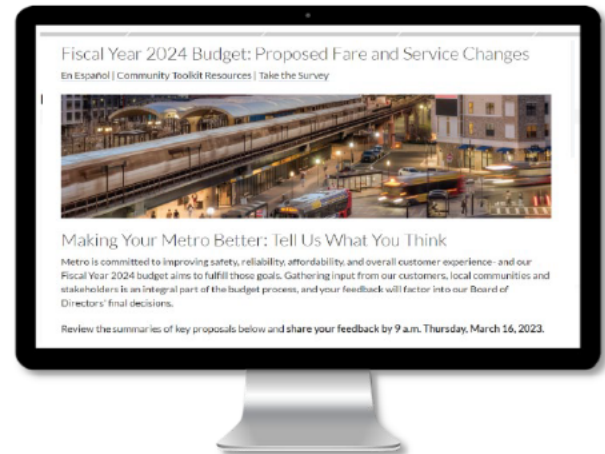 Fiscal Year 2024 Budget: Proposed Fare and Service Changes
En Español | Community Toolkit Resources | Take the Survey
Making Your Metro Better: Tell Us What You Think
Metro is committed to improving safety, reliability, affordability, and overall customer experience- and our
Fiscal Year 2024 budget aims to fulfill those goals. Gathering input from our customers, local communities and
stakeholders is an integral part of the budget process, and your feedback will factor into our Board of
Directors' final decisions.
Review the summaries of key proposals below and share your feedback by 9 a.m. Thursday, March 16, 2023.